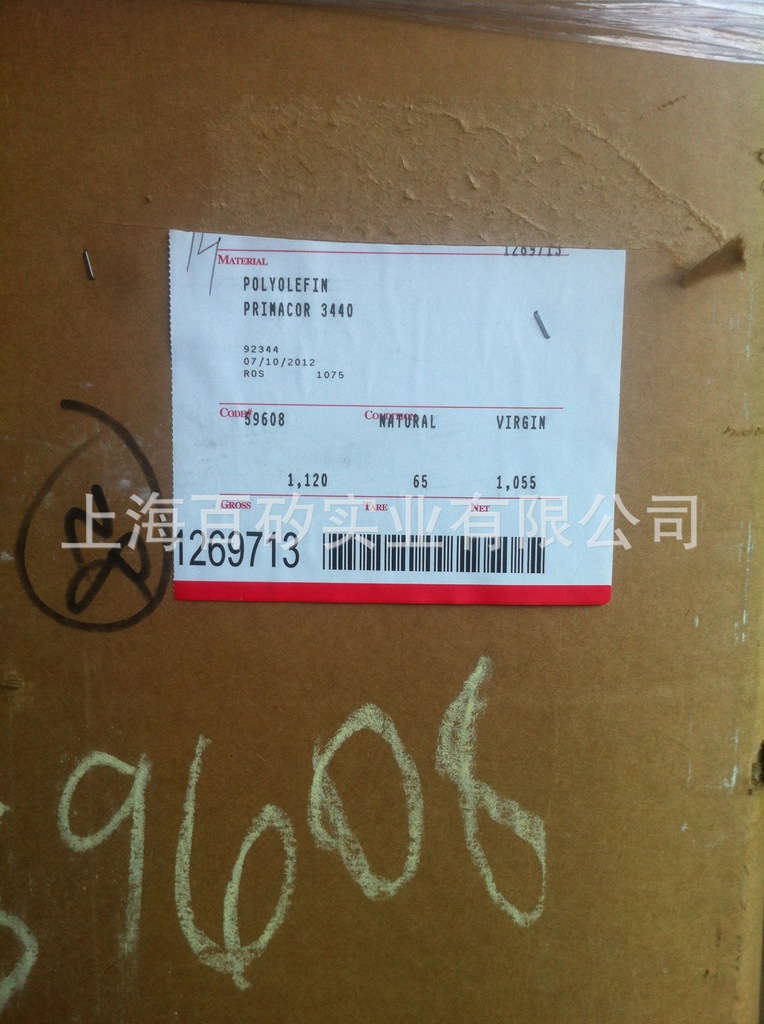 14
1269713
MATERIAL
POLYOLEFIN
PRIMACOR 3440
92344
07/10/2012
ROS 1075
CODE# CONDITION
59608 NATURAL VIRGIN
1,120 65 1,055
GROSS TARE NET
上海百矽实业有限公司
1269713
59608